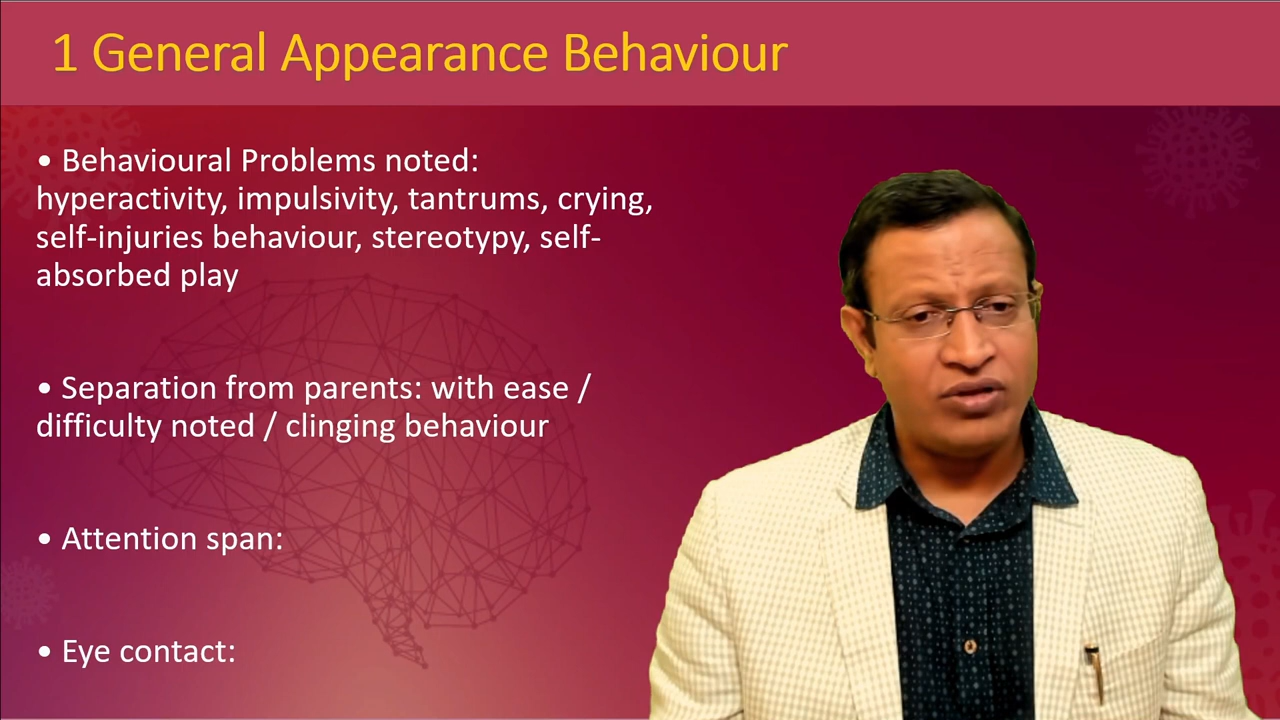 1 General Appearance Behaviour
• Behavioural Problems noted:
hyperactivity, impulsivity, tantrums, crying,
self-injuries behaviour, stereotypy, self-
absorbed play
• Separation from parents: with ease /
difficulty noted / clinging behaviour
• Attention span:
• Eye contact: